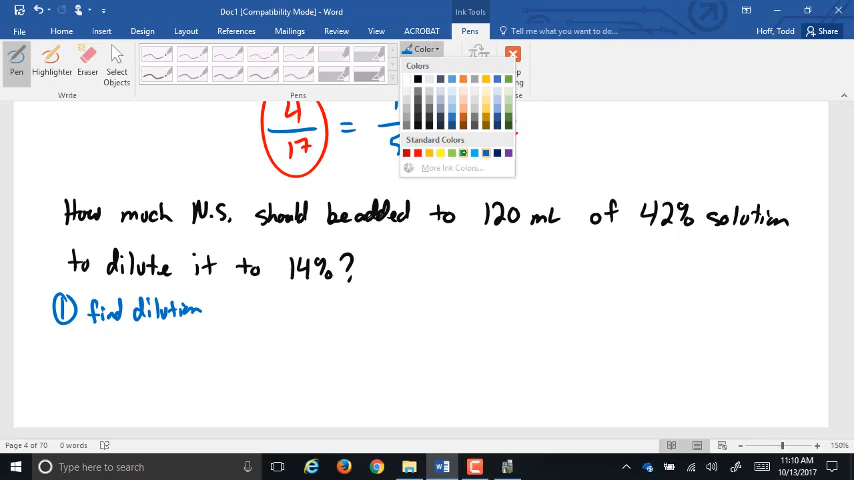 Doc1 [Compatibility Mode] - Word
Ink Tools
Hoff, Todd
File Home Insert Design Layout References Mailings Review View ACROBAT Pens Tell me what you want to do... Share
Pen Highlighter Eraser Select Objects
Color
Write Pens
Colors
Standard Colors
More Ink Colors...
4
17
=
How much N.S. should be added to 120 mL of 42% solution
to dilute it to 14%?
① find dilution
Page 4 of 70 0 words 150%
Type here to search 11:10 AM
10/13/2017